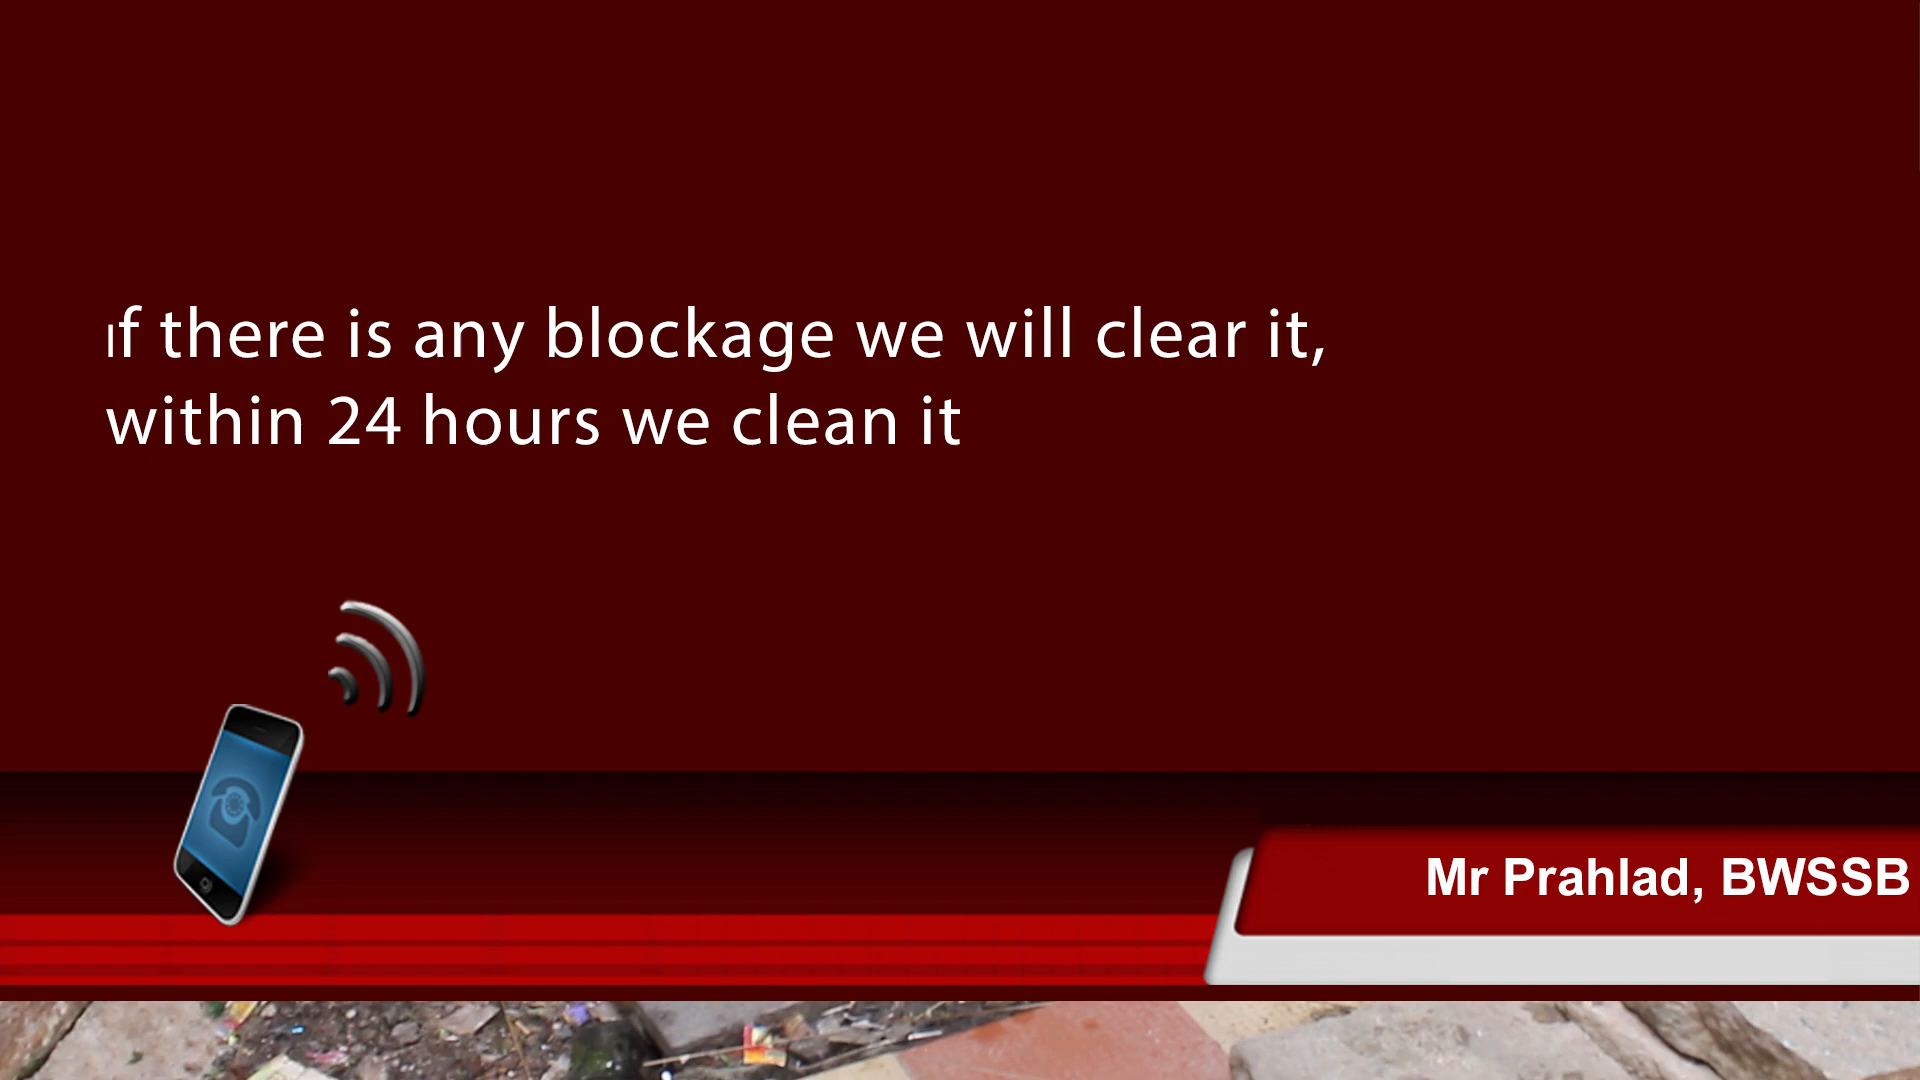 If there is any blockage we will clear it,
within 24 hours we clean it
Mr Prahlad, BWSSB